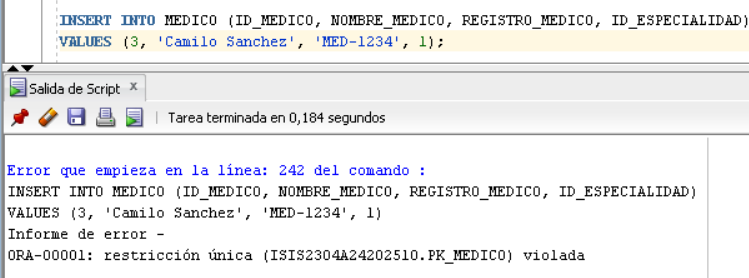 INSERT INTO MEDICO (ID_MEDICO, NOMBRE_MEDICO, REGISTRO_MEDICO, ID_ESPECIALIDAD)
VALUES (3, 'Camilo Sanchez', 'MED-1234', 1);
Salida de Script x
Tarea terminada en 0,184 segundos
Error que empieza en la línea: 242 del comando :
INSERT INTO MEDICO (ID_MEDICO, NOMBRE_MEDICO, REGISTRO_MEDICO, ID_ESPECIALIDAD)
VALUES (3, 'Camilo Sanchez', 'MED-1234', 1)
Informe de error -
ORA-00001: restricción única (ISIS2304A24202510.PK_MEDICO) violada